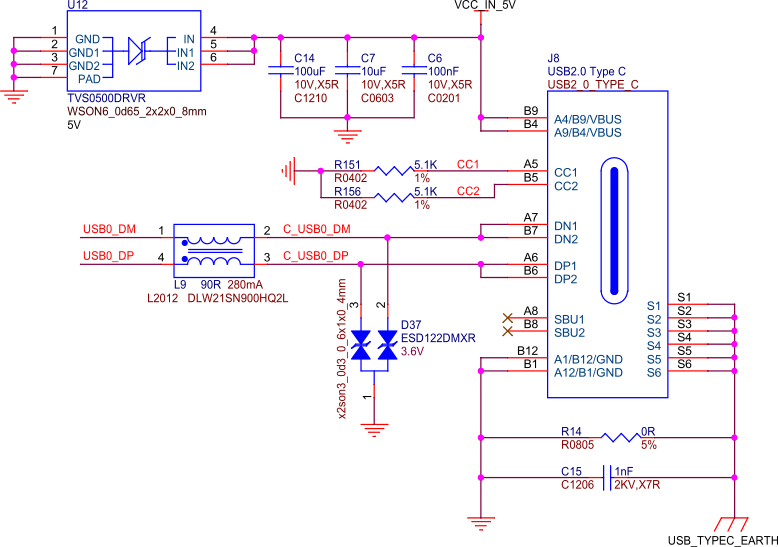 U12
VCC_IN_5V
1 GND IN 4
2 GND1 IN1 5
3 GND2 IN2 6
7 PAD
TVS0500DRVR
WSON6_0d65_2x2x0_8mm
5V
C14
100uF
10V,X5R
C1210
C7
10uF
10V,X5R
C0603
C6
100nF
10V,X5R
C0201
J8
USB2.0 Type C
USB2_0_TYPE_C
B9 A4/B9/VBUS
B4 A9/B4/VBUS
R151 5.1K CC1
R0402 1%
A5 CC1
R156 5.1K CC2
R0402 1%
B5 CC2
USB0_DM 1 2 C_USB0_DM
A7 DN1
B7 DN2
USB0_DP 4 3 C_USB0_DP
A6 DP1
B6 DP2
L9 90R 280mA
L2012 DLW21SN900HQ2L
x2son3_0d3_0_6x1x0_4mm
3
2
1
D37
ESD122DMXR
3.6V
A8 SBU1
B8 SBU2
B12 A1/B12/GND
B1 A12/B1/GND
S1 S1
S2 S2
S3 S3
S4 S4
S5 S5
S6 S6
R14 0R
R0805 5%
C15 1nF
C1206 2KV,X7R
USB_TYPEC_EARTH